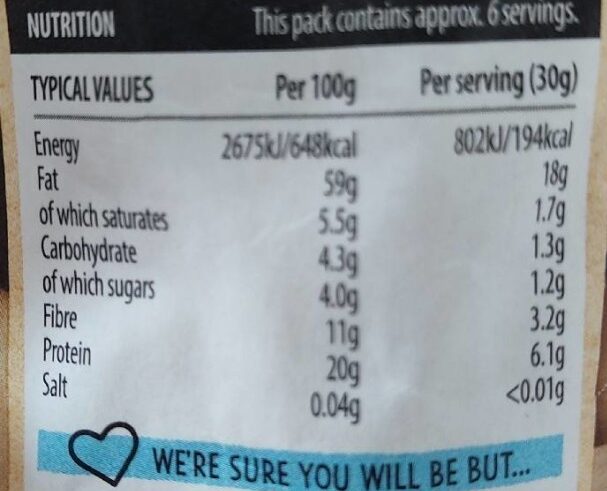 NUTRITION This pack contains approx. 6 servings.
TYPICAL VALUES Per 100g Per serving (30g)
Energy 2675kJ/648kcal 802kJ/194kcal
Fat 59g 18g
of which saturates 5.5g 1.7g
Carbohydrate 4.3g 1.3g
of which sugars 4.0g 1.2g
Fibre 11g 3.2g
Protein 20g 6.1g
Salt 0.04g <0.01g
WE'RE SURE YOU WILL BE BUT...